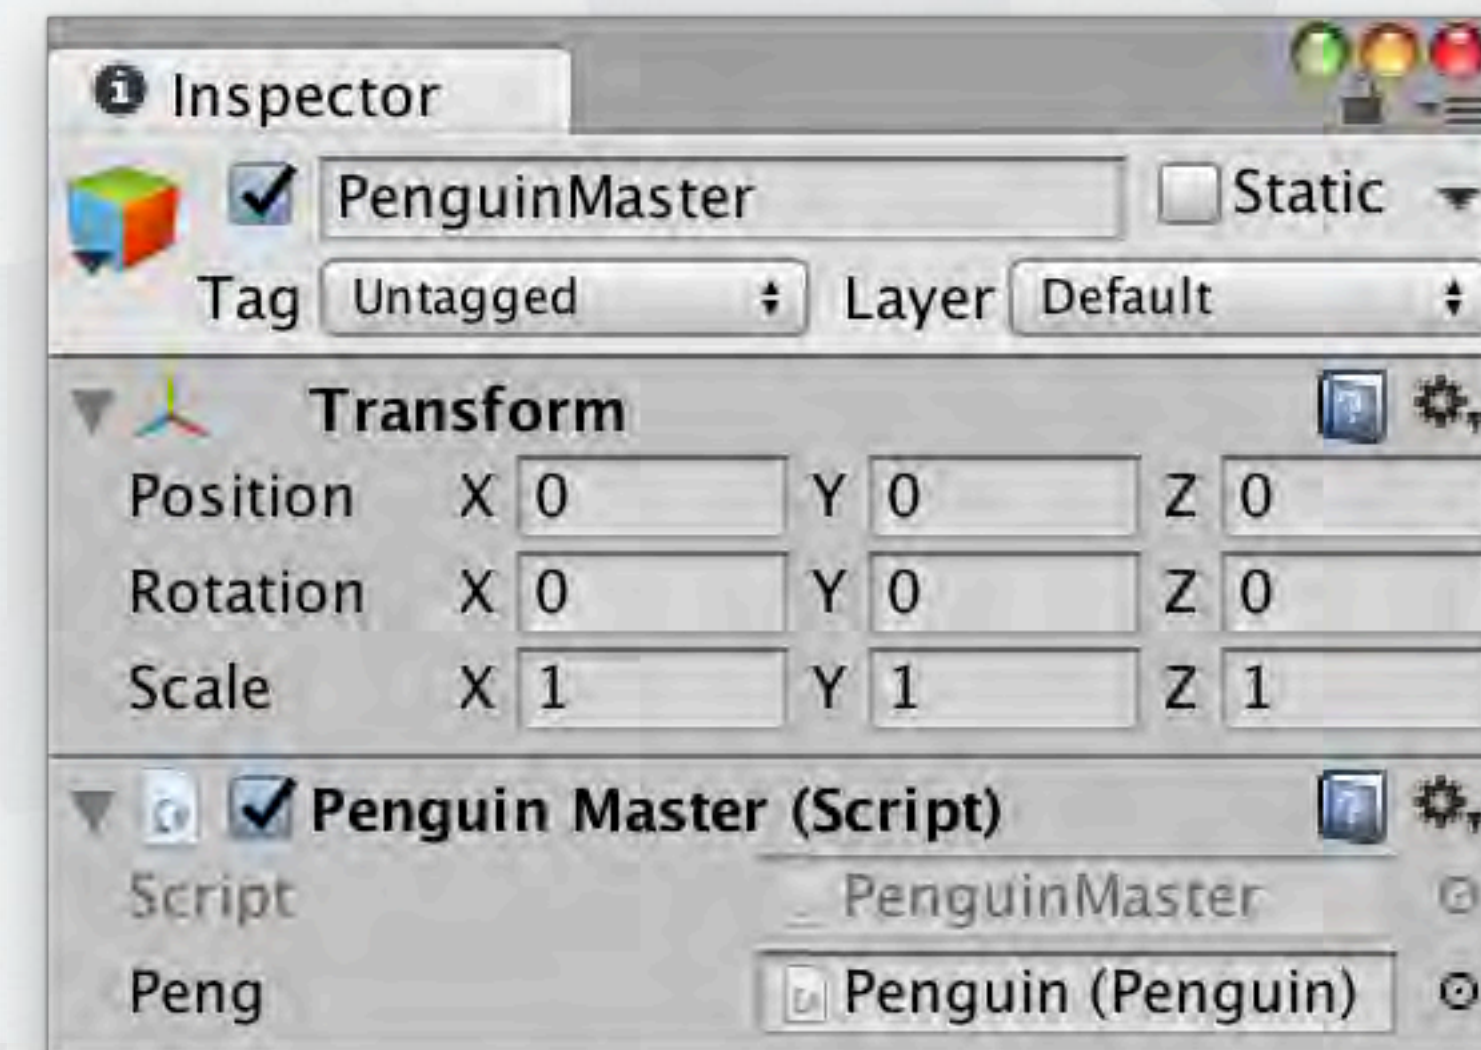 Inspector
PenguinMaster Static
Tag Untagged Layer Default
Transform
Position X 0 Y 0 Z 0
Rotation X 0 Y 0 Z 0
Scale X 1 Y 1 Z 1
Penguin Master (Script)
Script PenguinMaster
Peng Penguin (Penguin)